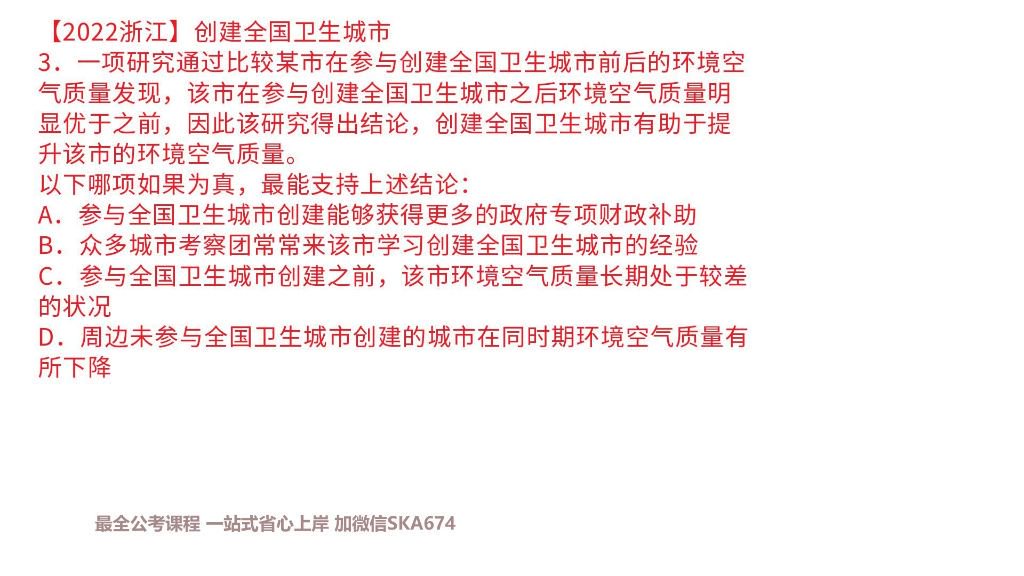 【2022浙江】创建全国卫生城市
3. 一项研究通过比较某市在参与创建全国卫生城市前后的环境空
气质量发现，该市在参与创建全国卫生城市之后环境空气质量明
显优于之前，因此该研究得出结论，创建全国卫生城市有助于提
升该市的环境空气质量。
以下哪项如果为真，最能支持上述结论：
A. 参与全国卫生城市创建能够获得更多的政府专项财政补助
B. 众多城市考察团常常来该市学习创建全国卫生城市的经验
C. 参与全国卫生城市创建之前，该市环境空气质量长期处于较差
的状况
D. 周边未参与全国卫生城市创建的城市在同时期环境空气质量有
所下降
最全公考课程 一站式省心上岸 加微信SKA674